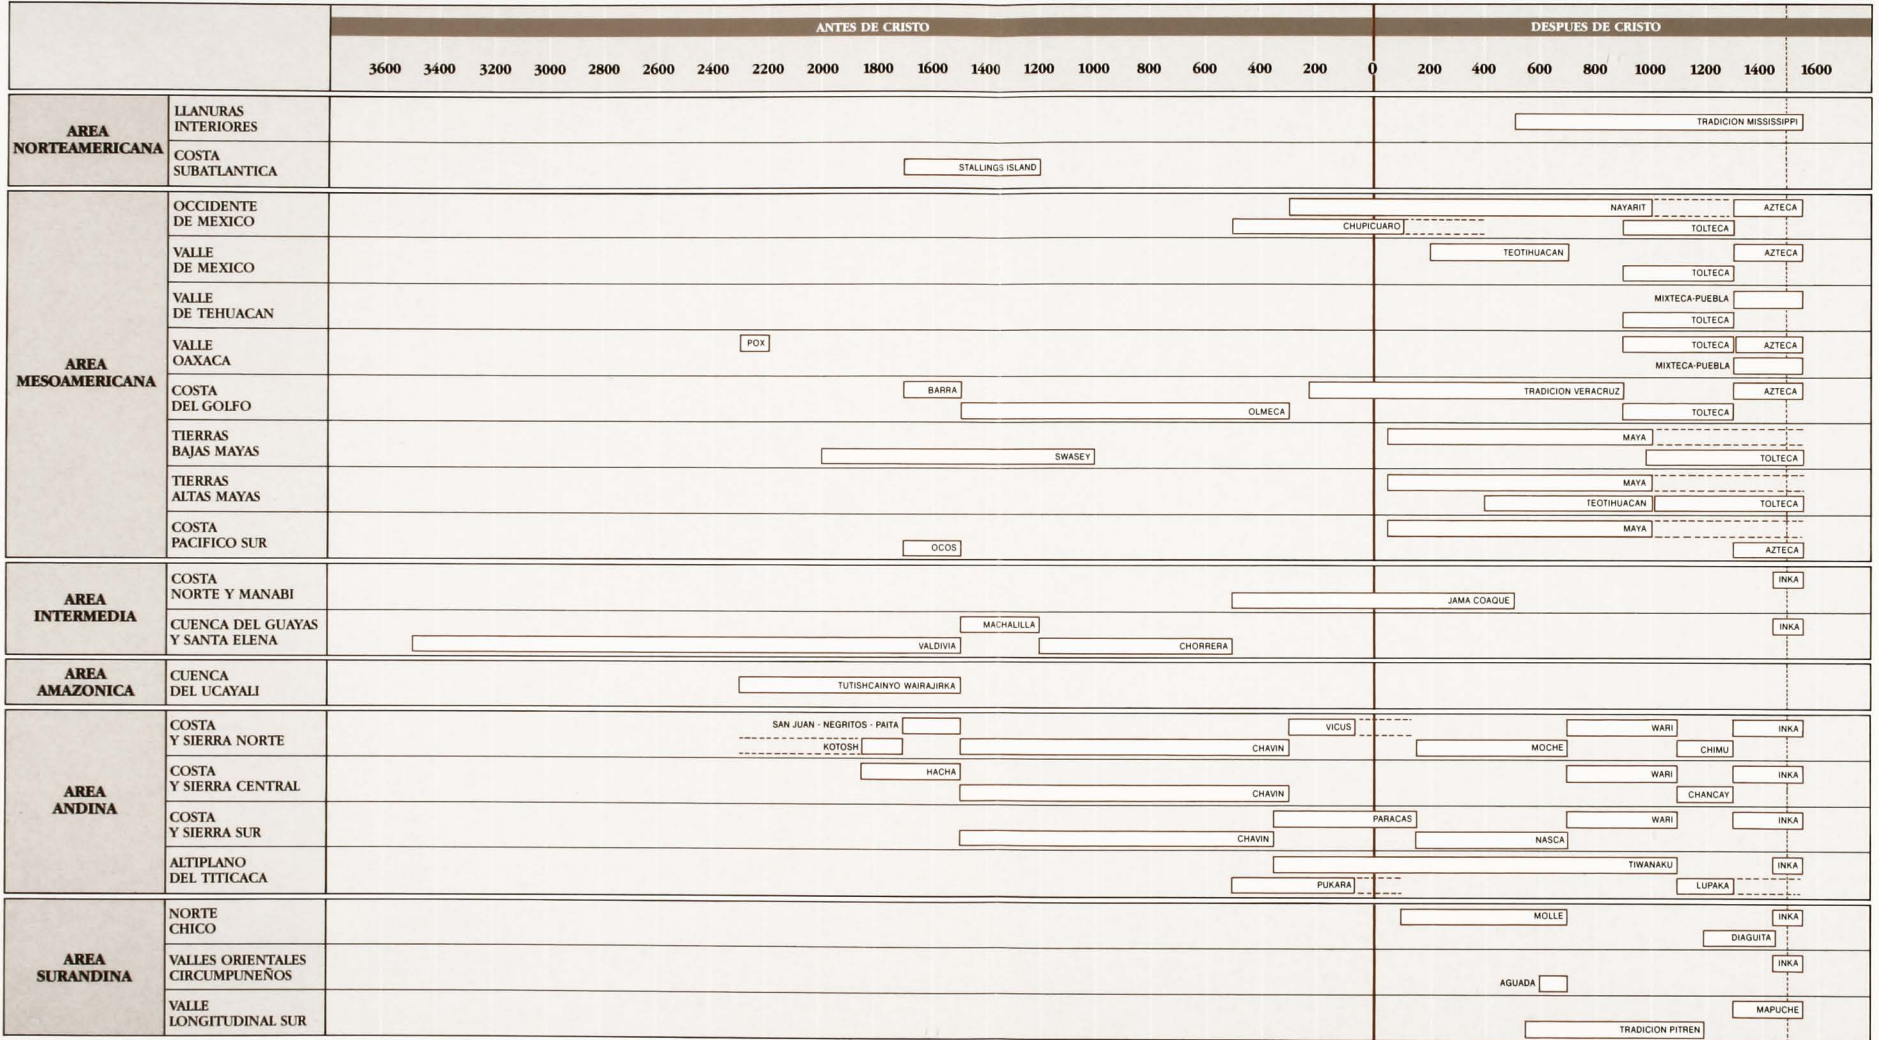 ANTES DE CRISTO DESPUES DE CRISTO
3600 3400 3200 3000 2800 2600 2400 2200 2000 1800 1600 1400 1200 1000 800 600 400 200 0 200 400 600 800 1000 1200 1400 1600
AREA
NORTEAMERICANA
LLANURAS
INTERIORES
TRADICION MISSISSIPPI
COSTA
SUBATLANTICA
STALLINGS ISLAND
AREA
MESOAMERICANA
OCCIDENTE
DE MEXICO
NAYARIT AZTECA
CHUPICUARO TOLTECA
VALLE
DE MEXICO
TEOTIHUACAN AZTECA
TOLTECA
VALLE
DE TEHUACAN
MIXTECA-PUEBLA
TOLTECA
VALLE
OAXACA
POX TOLTECA AZTECA
MIXTECA-PUEBLA
COSTA
DEL GOLFO
BARRA TRADICION VERACRUZ AZTECA
OLMECA TOLTECA
TIERRAS
BAJAS MAYAS
MAYA
SWASEY TOLTECA
TIERRAS
ALTAS MAYAS
MAYA
TEOTIHUACAN TOLTECA
COSTA
PACIFICO SUR
MAYA
OCOS AZTECA
AREA
INTERMEDIA
COSTA
NORTE Y MANABI
INKA
JAMA COAQUE
CUENCA DEL GUAYAS
Y SANTA ELENA
MACHALILLA INKA
VALDIVIA CHORRERA
AREA
AMAZONICA
CUENCA
DEL UCAYALI
TUTISHCAINYO WAIRAJIRKA
AREA
ANDINA
COSTA
Y SIERRA NORTE
SAN JUAN - NEGRITOS - PAITA VICUS WARI INKA
KOTOSH CHAVIN MOCHE CHIMU
COSTA
Y SIERRA CENTRAL
HACHA WARI INKA
CHAVIN CHANCAY
COSTA
Y SIERRA SUR
PARACAS WARI INKA
CHAVIN NASCA
ALTIPLANO
DEL TITICACA
TIWANAKU INKA
PUKARA LUPAKA
AREA
SURANDINA
NORTE
CHICO
MOLLE INKA
DIAGUITA
VALLES ORIENTALES
CIRCUMPUNEÑOS
INKA
AGUADA
VALLE
LONGITUDINAL SUR
MAPUCHE
TRADICION PITREN